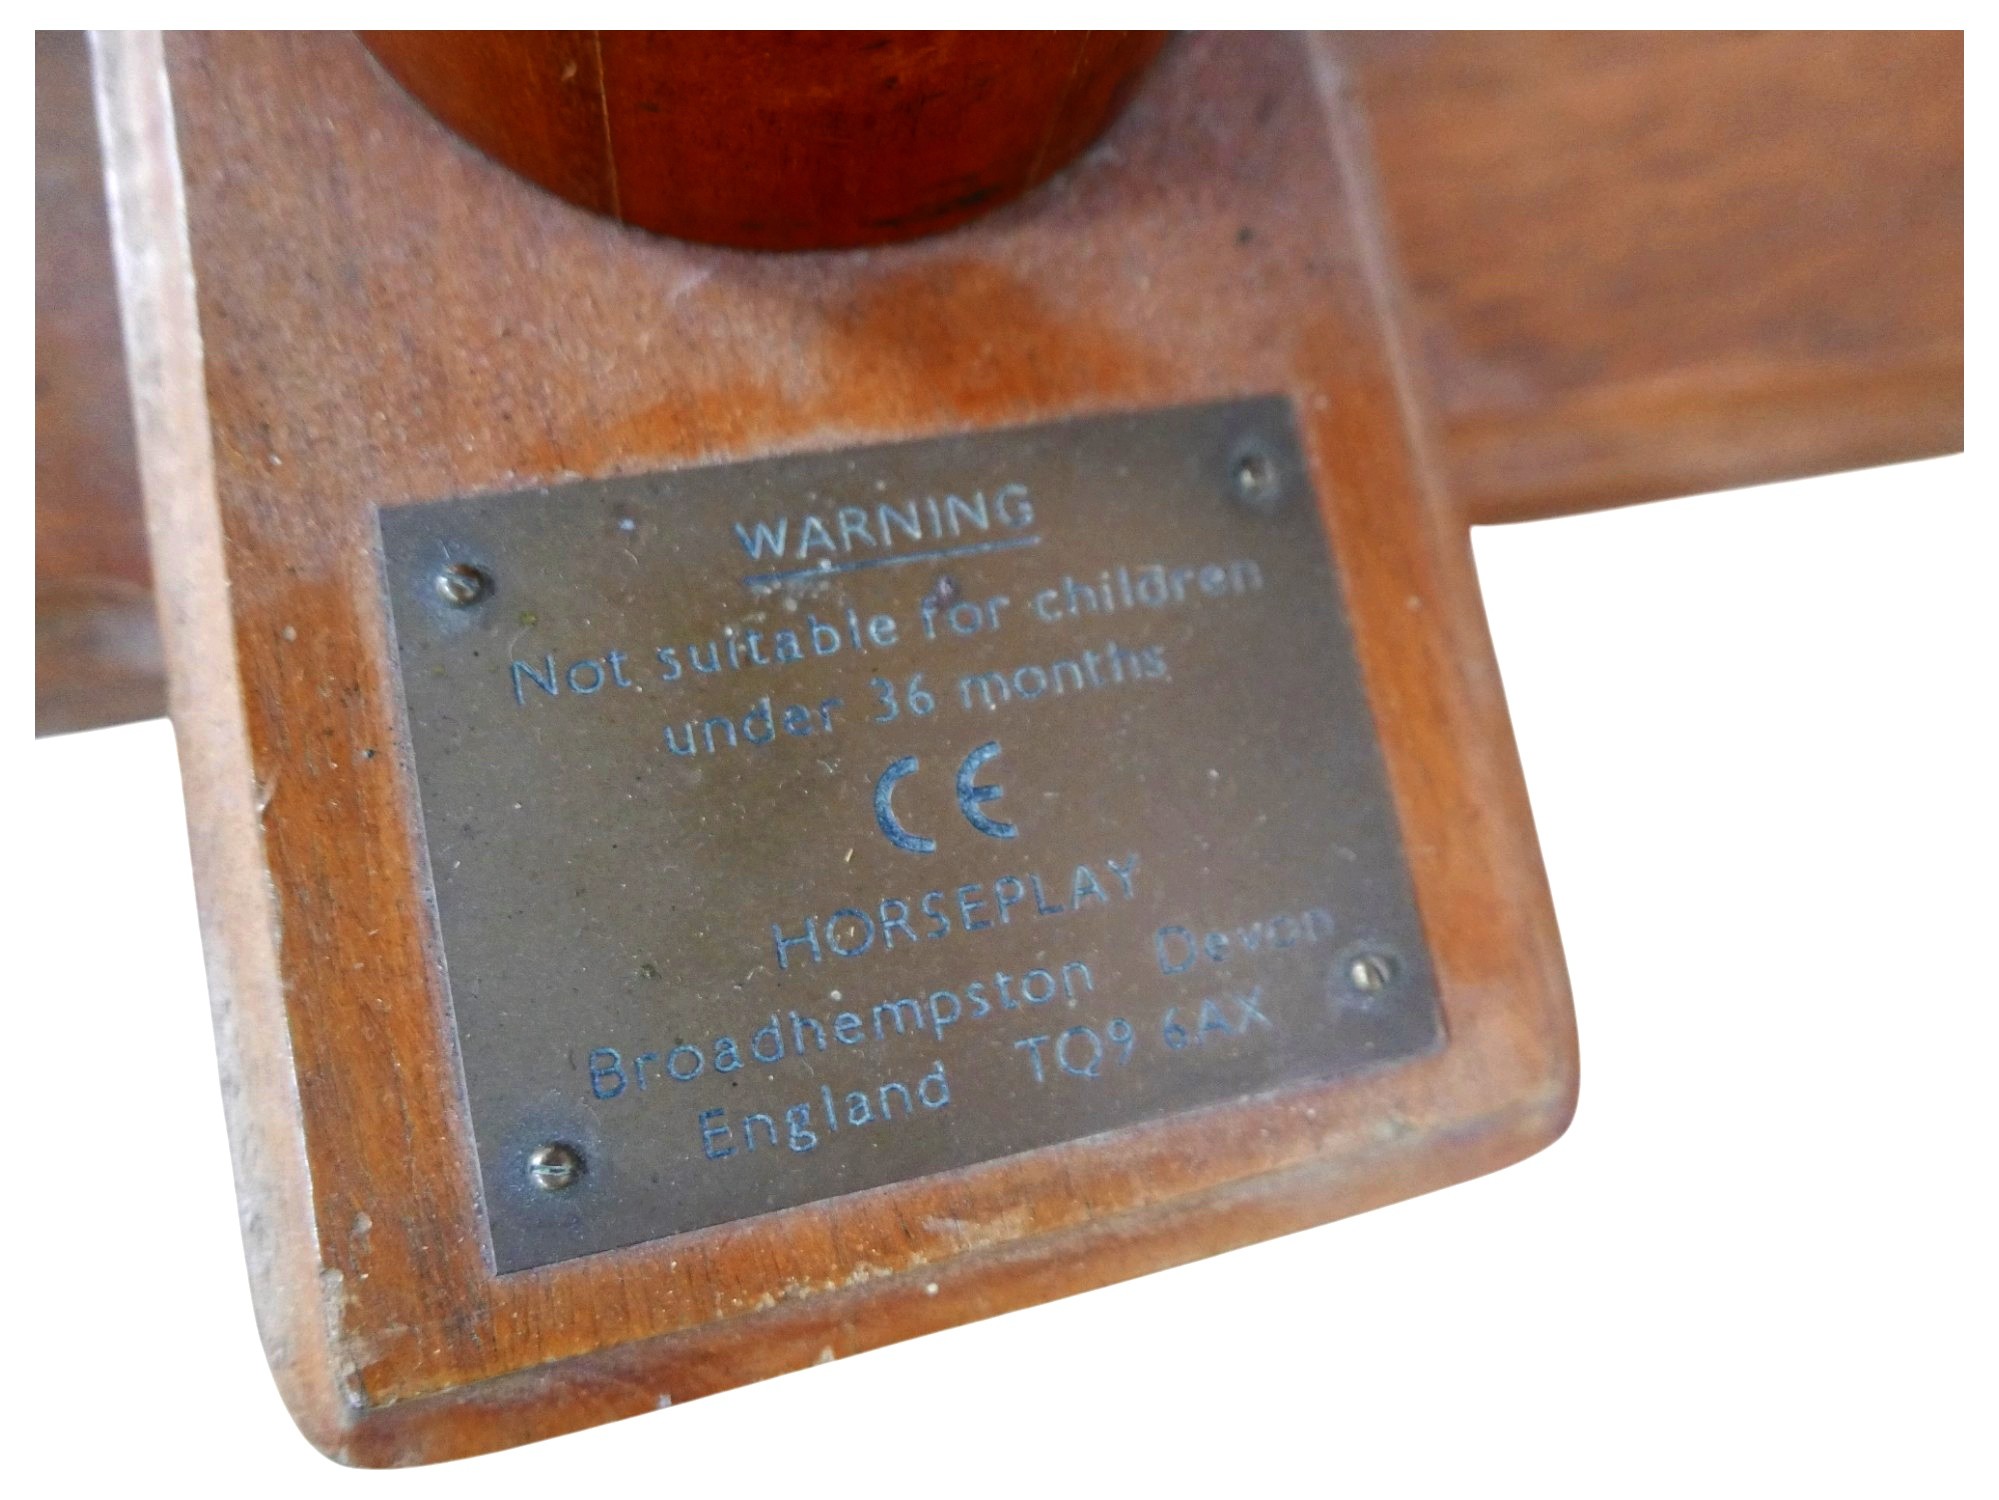 WARNING
Not suitable for children
under 36 months
CE
HORSEPLAY
Broadhempston Devon
England TQ9 6AX